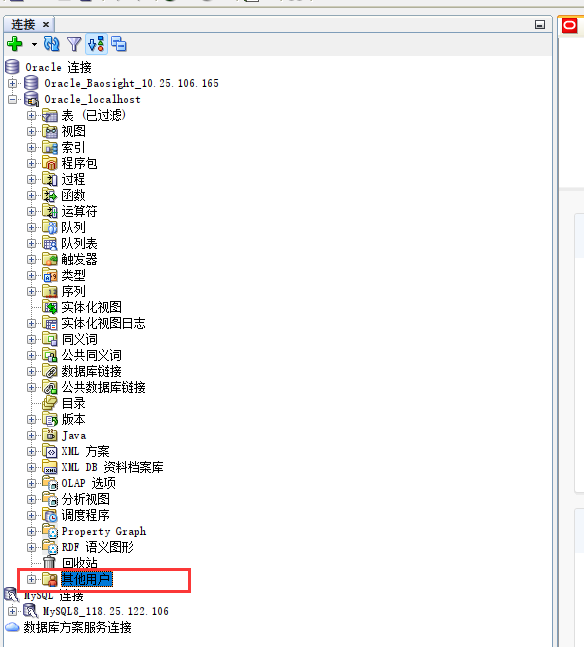 连接
Oracle 连接
Oracle_Baosight_10.25.106.165
Oracle_localhost
表 (已过滤)
视图
索引
程序包
过程
函数
运算符
队列
队列表
触发器
类型
序列
实体化视图
实体化视图日志
同义词
公共同义词
数据库链接
公共数据库链接
目录
版本
Java
XML 方案
XML DB 资料档案库
OLAP 选项
分析视图
调度程序
Property Graph
RDF 语义图形
回收站
其他用户
MySQL 连接
MySQL8_118.25.122.106
数据库方案服务连接